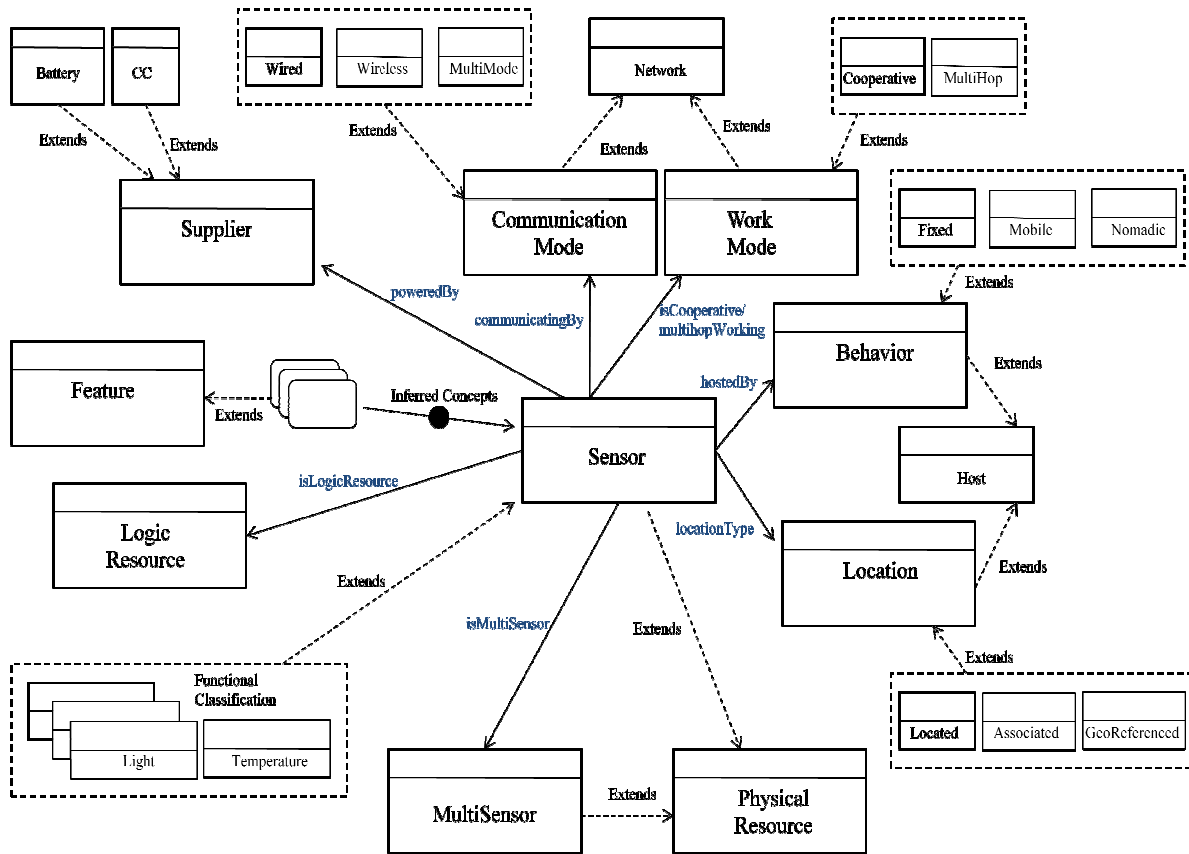 Battery
CC
Wired
Wireless
MultiMode
Network
Cooperative
MultiHop
Extends
Extends
Extends
Extends
Extends
Extends
Supplier
Communication
Mode
Work
Mode
Fixed
Mobile
Nomadic
Extends
poweredBy
communicatingBy
isCooperative/
multihopWorking
Behavior
Extends
hostedBy
Feature
Extends
Inferred Concepts
Sensor
Host
isLogicResource
Logic
Resource
locationType
Location
Extends
Extends
isMultiSensor
Extends
Extends
Functional
Classification
Light
Temperature
Located
Associated
GeoReferenced
MultiSensor
Extends
Physical
Resource